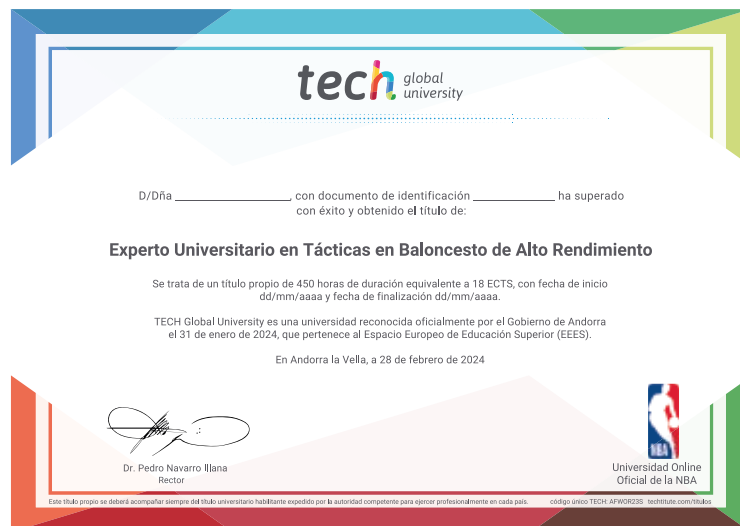 tech global
university
D/Dña ______________, con documento de identificación __________ ha superado
con éxito y obtenido el título de:
Experto Universitario en Tácticas en Baloncesto de Alto Rendimiento
Se trata de un título propio de 450 horas de duración equivalente a 18 ECTS, con fecha de inicio
dd/mm/aaaa y fecha de finalización dd/mm/aaaa.
TECH Global University es una universidad reconocida oficialmente por el Gobierno de Andorra
el 31 de enero de 2024, que pertenece al Espacio Europeo de Educación Superior (EEES).
En Andorra la Vella, a 28 de febrero de 2024
Dr. Pedro Navarro Illana
Rector
NBA
Universidad Online
Oficial de la NBA
Este título propio se deberá acompañar siempre del título universitario habilitante expedido por la autoridad competente para ejercer profesionalmente en cada país. código único TECH: AFWOR23S techtitute.com/titulos